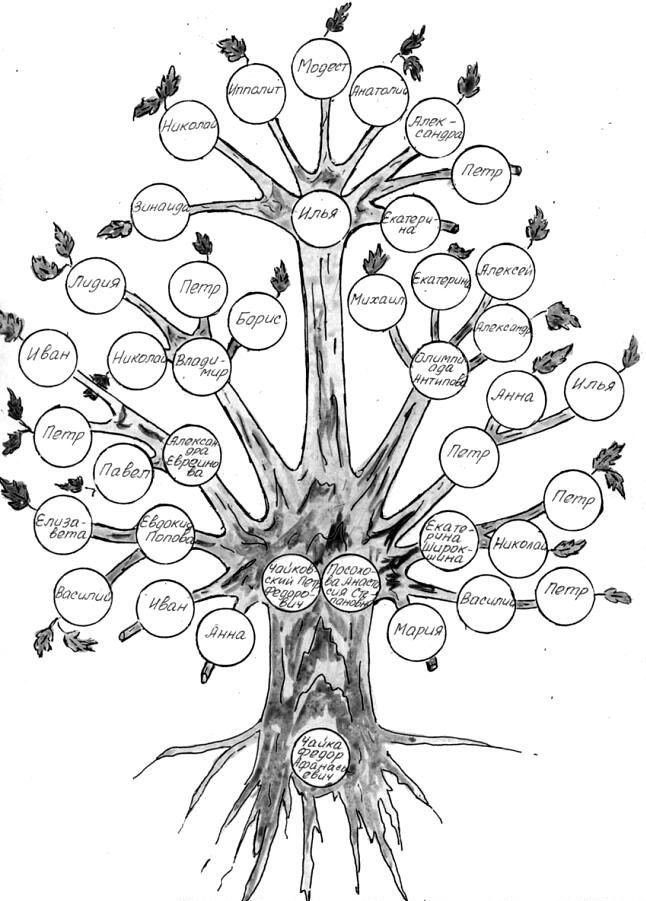 Модест
Ипполит
Анатолий
Николай
Алек-
сандра
Петр
Зинаида
Илья
Екатери-
на
Лидия
Петр
Борис
Михаил
Екатерина
Алексей
Александр
Иван
Николай
Влади-
мир
Олимпи-
ада
Антипова
Анна
Илья
Петр
Павел
Алексан-
дра
Евреино-
ва
Петр
Елиза-
вета
Евдокия
Попова
Екате-
рина
Широк-
шина
Николай
Петр
Василий
Иван
Анна
Чайков-
ский Петр
Федоро-
вич
Посохо-
ва Анаста-
сия Сте-
пановна
Мария
Василий
Петр
Чайка
Федор
Афанась-
евич